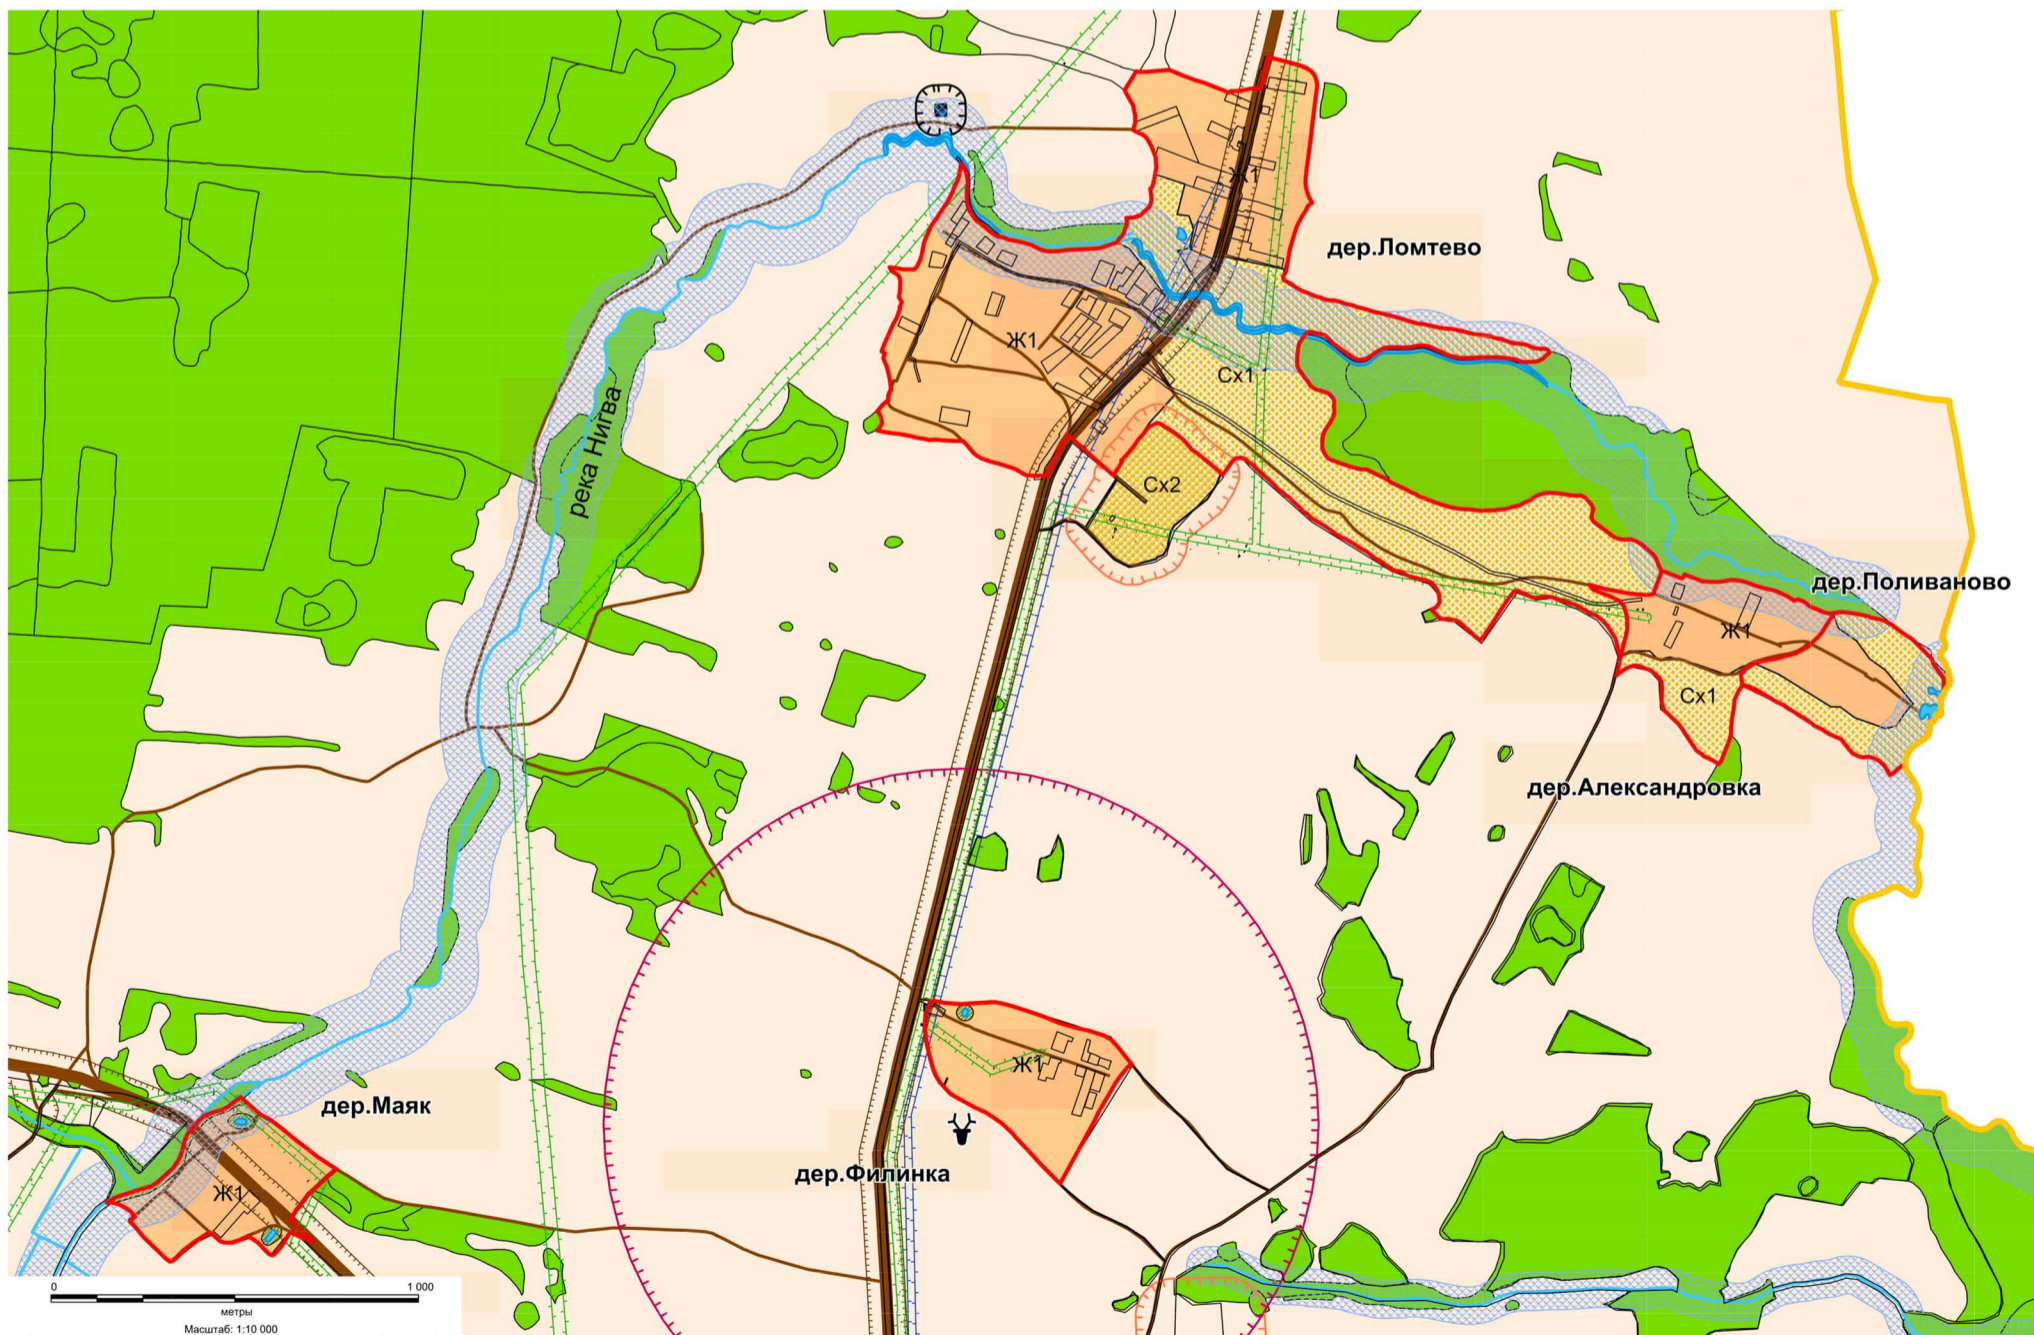 Ж1
дер.Ломтево
Ж1
Сх1
река Нигва
Сх2
дер.Поливаново
Ж1
Сх1
дер.Александровка
Ж1
дер.Маяк
дер.Филинка
Ж1
0 1 000
метры
Масштаб: 1:10 000